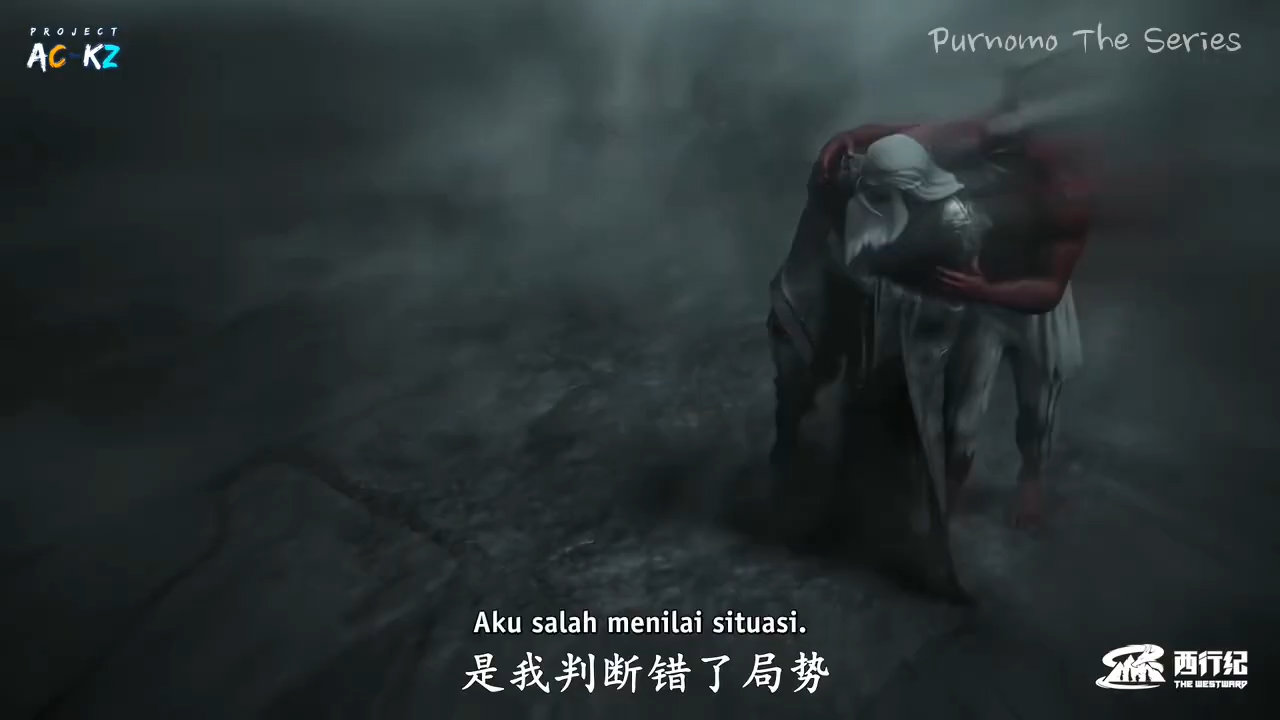 PROJECT
AC-KZ
Purnomo The Series
Aku salah menilai situasi.
是我判断错了局势
西行纪
THE WESTWARD